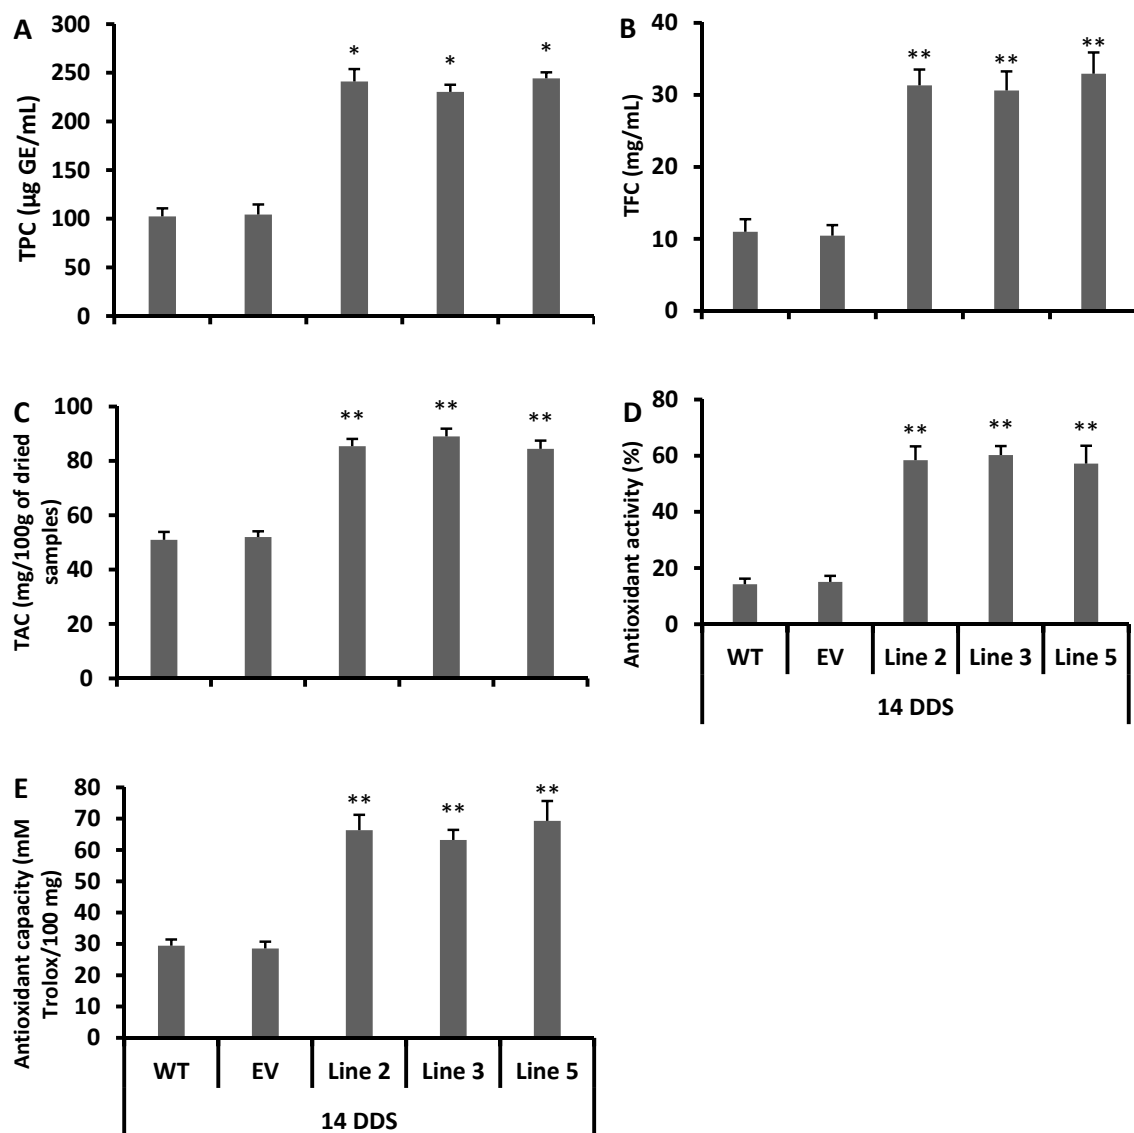 A
TPC (µg GE/mL)
300
250
200
150
100
50
0
*
*
*
B
TFC (mg/mL)
40
30
20
10
0
**
**
**
C
TAC (mg/100g of dried
samples)
100
80
60
40
20
0
**
**
**
D
Antioxidant activity (%)
80
60
40
20
0
**
**
**
WT EV Line 2 Line 3 Line 5
14 DDS
E
Antioxidant capacity (mM
Trolox/100 mg)
80
70
60
50
40
30
20
10
0
**
**
**
WT EV Line 2 Line 3 Line 5
14 DDS